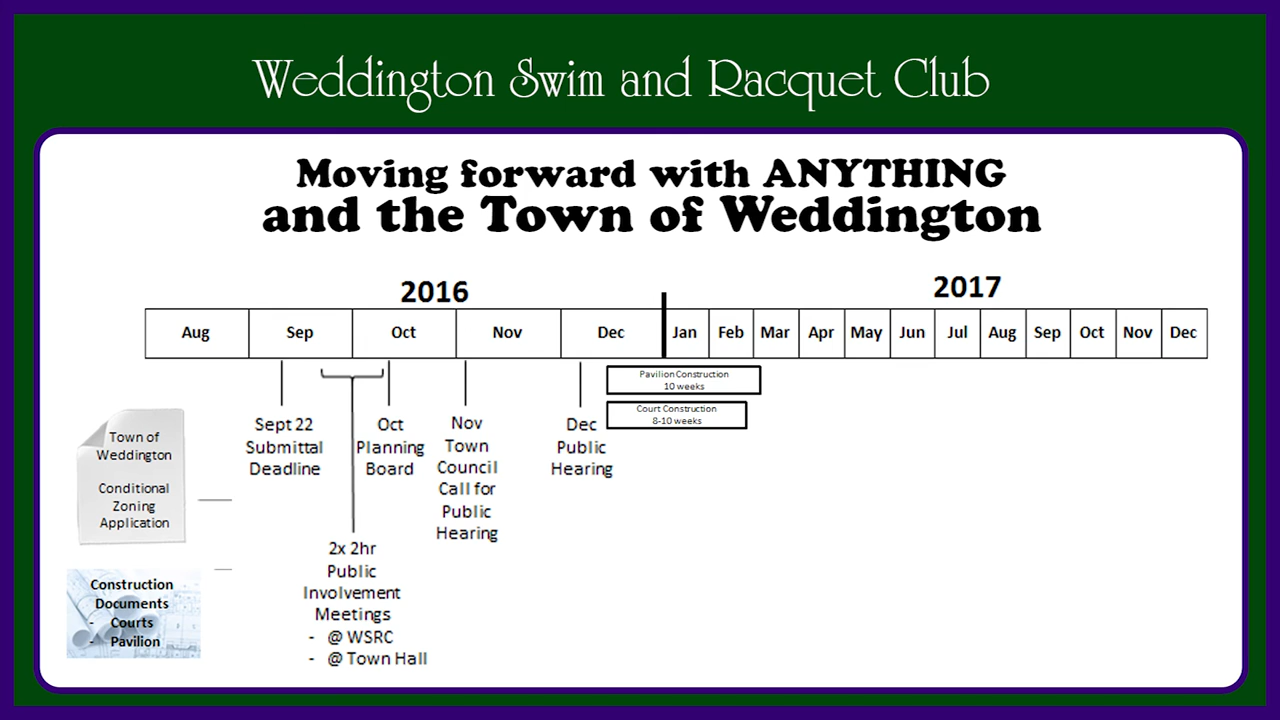 Weddington Swim and Racquet Club
Moving forward with ANYTHING
and the Town of Weddington
2016
2017
Aug Sep Oct Nov Dec Jan Feb Mar Apr May Jun Jul Aug Sep Oct Nov Dec
Pavilion Construction
10 weeks
Court Construction
8-10 weeks
Sept 22
Submittal
Deadline
Oct
Planning
Board
Nov
Town
Council
Call for
Public
Hearing
Dec
Public
Hearing
Town of
Weddington
Conditional
Zoning
Application
2x 2hr
Public
Involvement
Meetings
- @ WSRC
- @ Town Hall
Construction
Documents
- Courts
- Pavilion